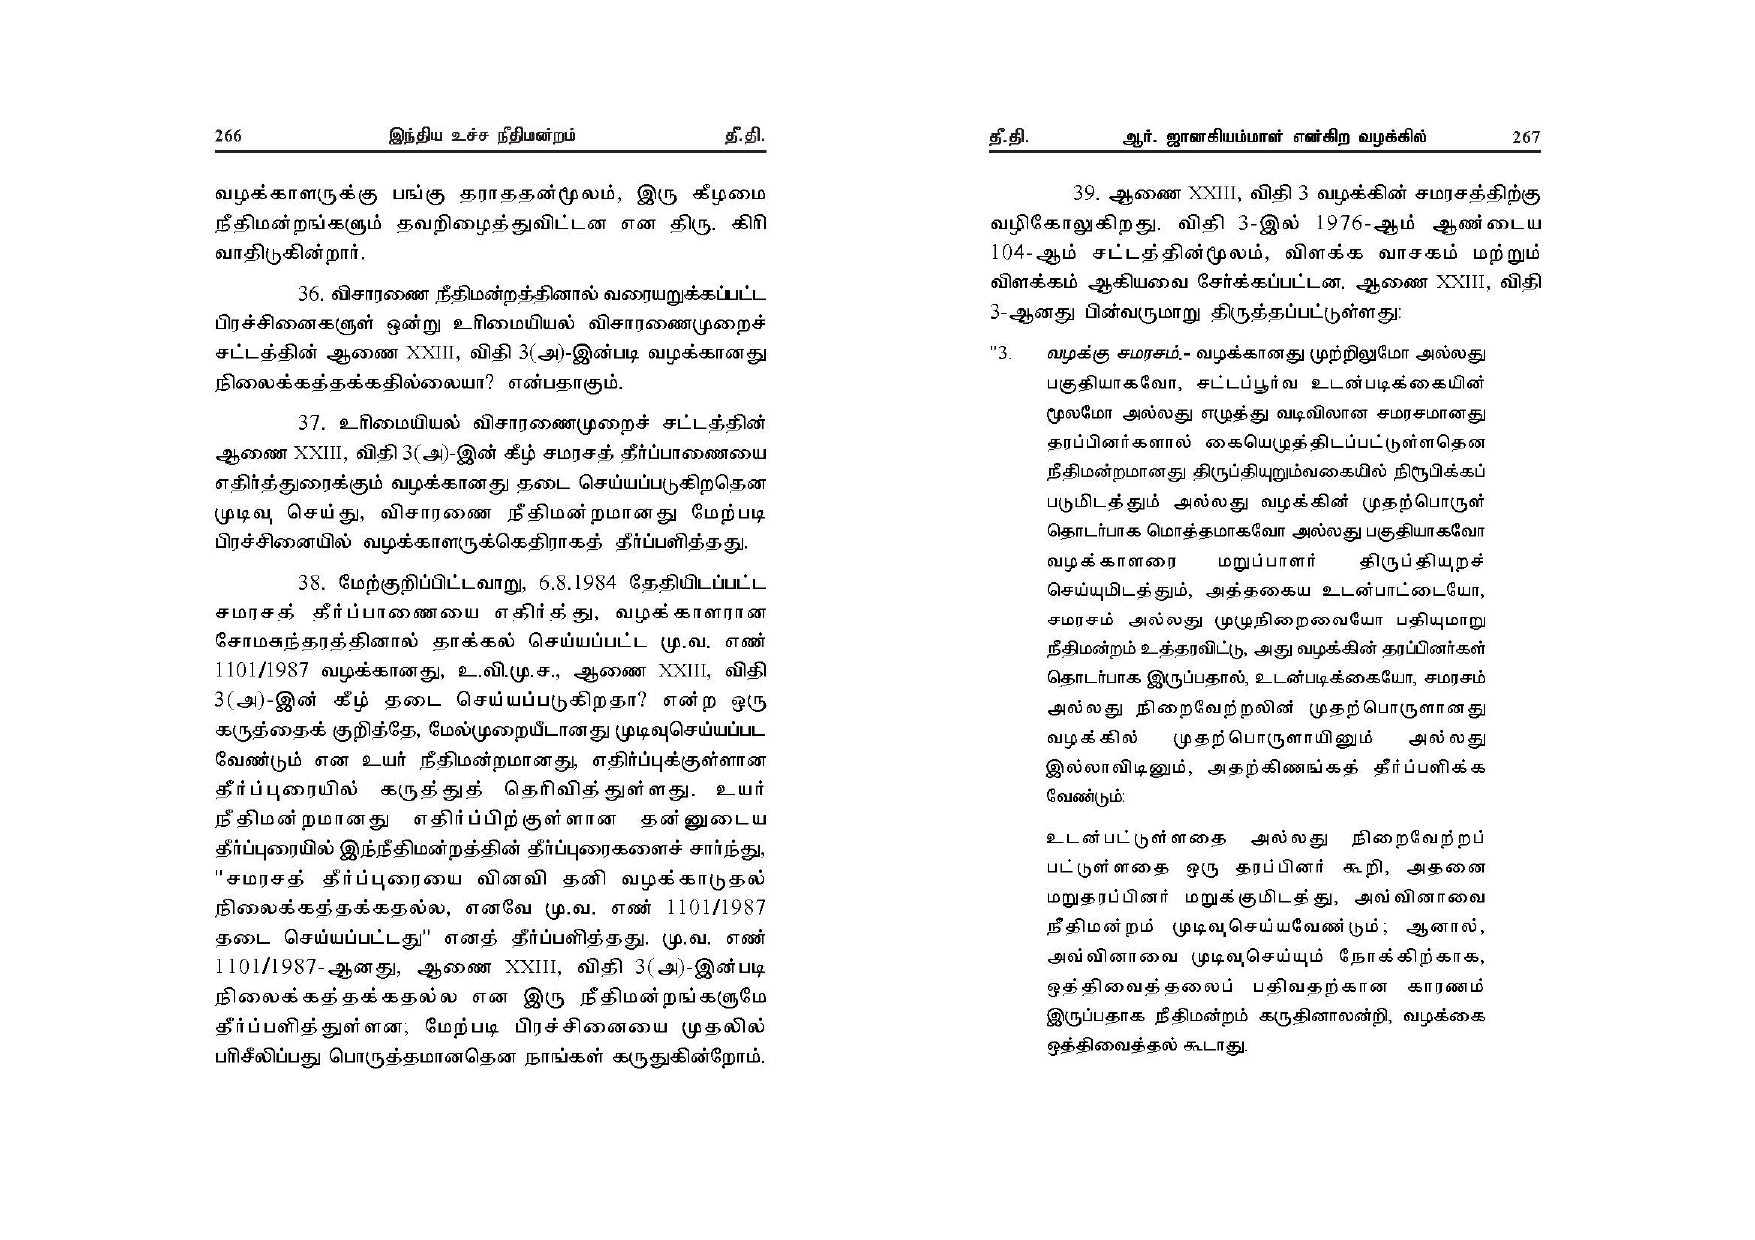 266 இந்திய உச்ச நீதிமன்றம் தீ.தி.
வழக்காளருக்கு பங்கு தராததன்மூலம், இரு கீழமை
நீதிமன்றங்களும் தவறிழைத்துவிட்டன என திரு. கிரி
வாதிடுகின்றார்.
36. விசாரணை நீதிமன்றத்தினால் வரையறுக்கப்பட்ட
பிரச்சினைகளுள் ஒன்று உரிமையியல் விசாரணைமுறைச்
சட்டத்தின் ஆணை XXIII, விதி 3(அ)-இன்படி வழக்கானது
நிலைக்கத்தக்கதில்லையா? என்பதாகும்.
37. உரிமையியல் விசாரணைமுறைச் சட்டத்தின்
ஆணை XXIII, விதி 3(அ)-இன் கீழ் சமரசத் தீர்ப்பாணையை
எதிர்த்துரைக்கும் வழக்கானது தடை செய்யப்படுகிறதென
முடிவு செய்து, விசாரணை நீதிமன்றமானது மேற்படி
பிரச்சினையில் வழக்காளருக்கெதிராகத் தீர்ப்பளித்தது.
38. மேற்குறிப்பிட்டவாறு, 6.8.1984 தேதியிடப்பட்ட
சமரசத் தீர்ப்பாணையை எதிர்த்து, வழக்காளரான
சோமசுந்தரத்தினால் தாக்கல் செய்யப்பட்ட மு.வ. எண்
1101/1987 வழக்கானது, உ.வி.மு.ச., ஆணை XXIII, விதி
3(அ)-இன் கீழ் தடை செய்யப்படுகிறதா? என்ற ஒரு
கருத்தைக் குறித்தே, மேல்முறையீடானது முடிவுசெய்யப்பட
வேண்டும் என உயர் நீதிமன்றமானது, எதிர்ப்புக்குள்ளான
தீர்ப்புரையில் கருத்துத் தெரிவித்துள்ளது. உயர்
நீதிமன்றமானது எதிர்ப்பிற்குள்ளான தன்னுடைய
தீர்ப்புரையில் இந்நீதிமன்றத்தின் தீர்ப்புரைகளைச் சார்ந்து,
"சமரசத் தீர்ப்புரையை வினவி தனி வழக்காடுதல்
நிலைக்கத்தக்கதல்ல, எனவே மு.வ. எண் 1101/1987
தடை செய்யப்பட்டது" எனத் தீர்ப்பளித்தது. மு.வ. எண்
1101/1987-ஆனது, ஆணை XXIII, விதி 3(அ)-இன்படி
நிலைக்கத்தக்கதல்ல என இரு நீதிமன்றங்களுமே
தீர்ப்பளித்துள்ளன; மேற்படி பிரச்சினையை முதலில்
பரிசீலிப்பது பொருத்தமானதென நாங்கள் கருதுகின்றோம்.
தீ.தி. ஆர். ஜானகியம்மாள் என்கிற வழக்கில் 267
39. ஆணை XXIII, விதி 3 வழக்கின் சமரசத்திற்கு
வழிகோலுகிறது. விதி 3-இல் 1976-ஆம் ஆண்டைய
104-ஆம் சட்டத்தின்மூலம், விளக்க வாசகம் மற்றும்
விளக்கம் ஆகியவை சேர்க்கப்பட்டன. ஆணை XXIII, விதி
3-ஆனது பின்வருமாறு திருத்தப்பட்டுள்ளது:
"3. வழக்கு சமரசம்.- வழக்கானது முற்றிலுமோ அல்லது
பகுதியாகவோ, சட்டப்பூர்வ உடன்படிக்கையின்
மூலமோ அல்லது எழுத்து வடிவிலான சமரசமானது
தரப்பினர்களால் கையெழுத்திடப்பட்டுள்ளதென
நீதிமன்றமானது திருப்தியுறும்வகையில் நிரூபிக்கப்
படுமிடத்தும் அல்லது வழக்கின் முதற்பொருள்
தொடர்பாக மொத்தமாகவோ அல்லது பகுதியாகவோ
வழக்காளரை மறுப்பாளர் திருப்தியுறச்
செய்யுமிடத்தும், அத்தகைய உடன்பாட்டையோ,
சமரசம் அல்லது முழுநிறைவையோ பதியுமாறு
நீதிமன்றம் உத்தரவிட்டு, அது வழக்கின் தரப்பினர்கள்
தொடர்பாக இருப்பதால், உடன்படிக்கையோ, சமரசம்
அல்லது நிறைவேற்றலின் முதற்பொருளானது
வழக்கில் முதற்பொருளாயினும் அல்லது
இல்லாவிடினும், அதற்கிணங்கத் தீர்ப்பளிக்க
வேண்டும்:
உடன்பட்டுள்ளதை அல்லது நிறைவேற்றப்
பட்டுள்ளதை ஒரு தரப்பினர் கூறி, அதனை
மறுதரப்பினர் மறுக்குமிடத்து, அவ்வினாவை
நீதிமன்றம் முடிவுசெய்யவேண்டும்; ஆனால்,
அவ்வினாவை முடிவுசெய்யும் நோக்கிற்காக,
ஒத்திவைத்தலைப் பதிவதற்கான காரணம்
இருப்பதாக நீதிமன்றம் கருதினாலன்றி, வழக்கை
ஒத்திவைத்தல் கூடாது.